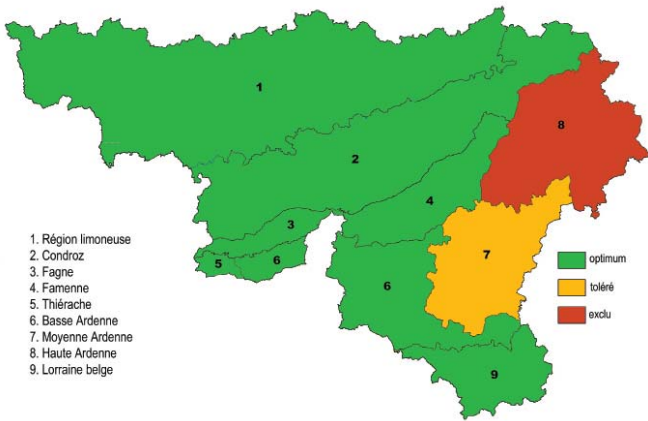 1
8
2
4
3
5
6
7
6
9
1. Région limoneuse
2. Condroz
3. Fagne
4. Famenne
5. Thiérache
6. Basse Ardenne
7. Moyenne Ardenne
8. Haute Ardenne
9. Lorraine belge
optimum
toléré
exclu